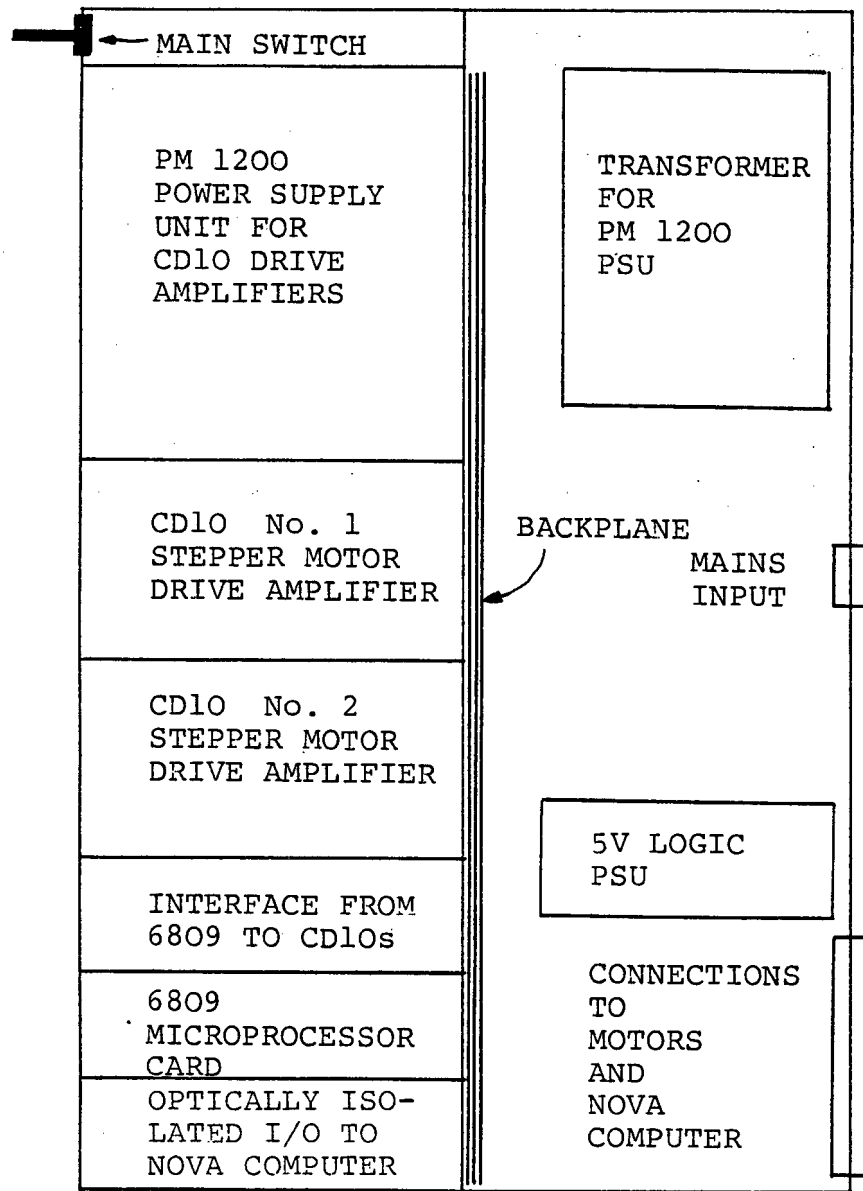 MAIN SWITCH
PM 1200
POWER SUPPLY
UNIT FOR
CD10 DRIVE
AMPLIFIERS
TRANSFORMER
FOR
PM 1200
PSU
CD10 No. 1
STEPPER MOTOR
DRIVE AMPLIFIER
BACKPLANE
MAINS
INPUT
CD10 No. 2
STEPPER MOTOR
DRIVE AMPLIFIER
5V LOGIC
PSU
INTERFACE FROM
6809 TO CD10s
6809
MICROPROCESSOR
CARD
OPTICALLY ISO-
LATED I/O TO
NOVA COMPUTER
CONNECTIONS
TO
MOTORS
AND
NOVA
COMPUTER